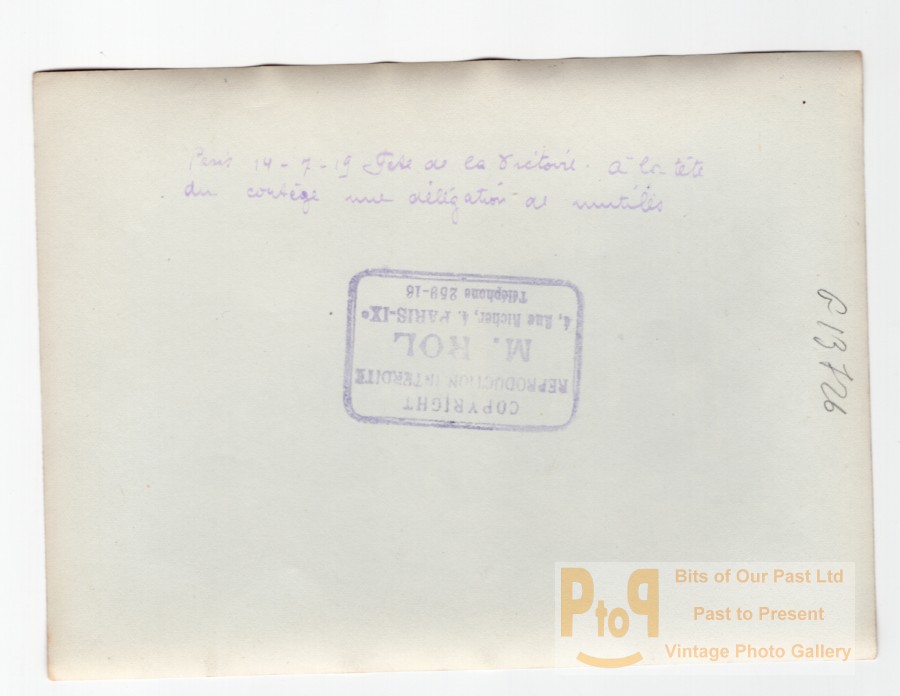 Paris 14-7-19 Fete de la Victoire. A la tête
du cortège une délégation de mutilés
COPYRIGHT
REPRODUCTION INTERDITE
M. ROL
4, Rue Richer, 4. PARIS-IXe
Téléphone 259-18
PtoP
Bits of Our Past Ltd
Past to Present
Vintage Photo Gallery